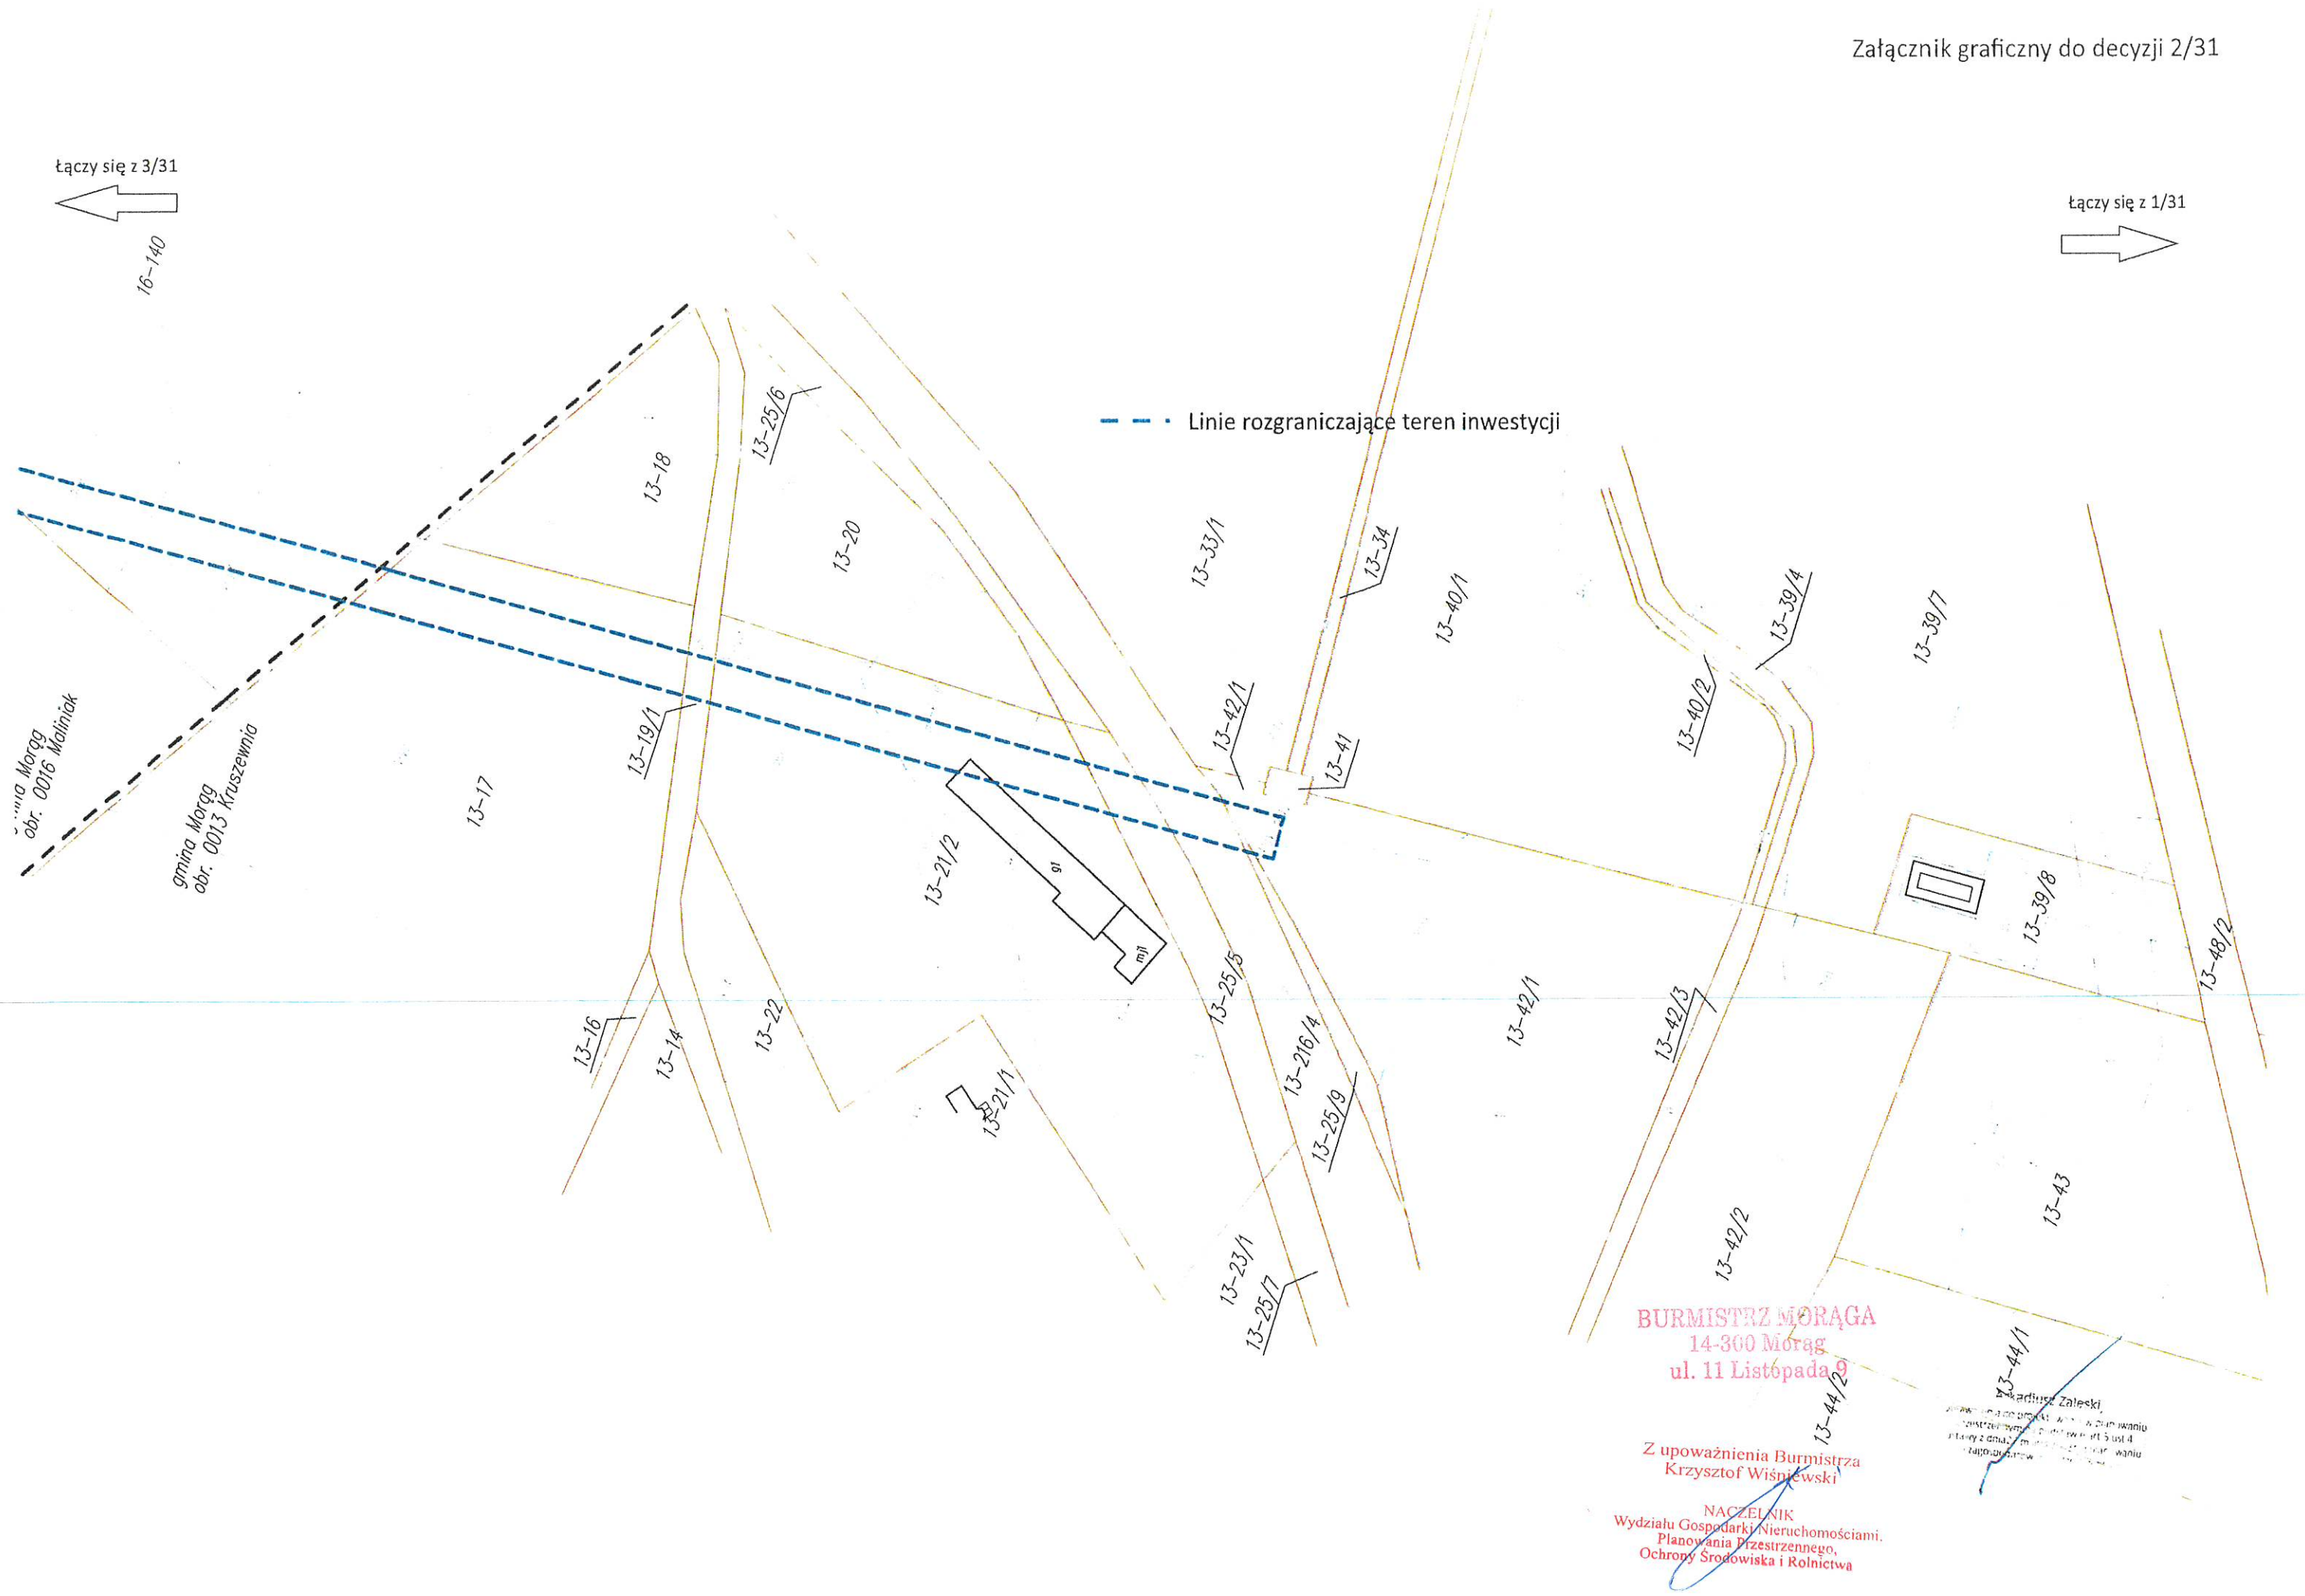 Załącznik graficzny do decyzji 2/31
Łączy się z 3/31
Łączy się z 1/31
16-140
Linie rozgraniczające teren inwestycji
13-25/6
13-18
13-20
13-33/1
13-34
13-40/1
13-39/4
13-39/7
13-40/2
13-42/1
13-41
13-19/1
gmina Morąg
obr. 0016 Maliniak
gmina Morąg
obr. 0013 Kruszewnia
13-17
13-21/2
g1
mj1
13-39/8
13-48/2
13-25/5
13-42/1
13-42/3
13-16
13-14
13-22
13-216/4
13-21/1
13-25/9
13-43
13-42/2
13-23/1
13-25/7
BURMISTRZ MORĄGA
14-300 Morąg
ul. 11 Listopada 9
13-44/1
13-44/2
Arkadiusz Zaleski
Z upoważnienia Burmistrza
Krzysztof Wiśniewski
NACZELNIK
Wydziału Gospodarki Nieruchomościami.
Planowania Przestrzennego,
Ochrony Środowiska i Rolnictwa